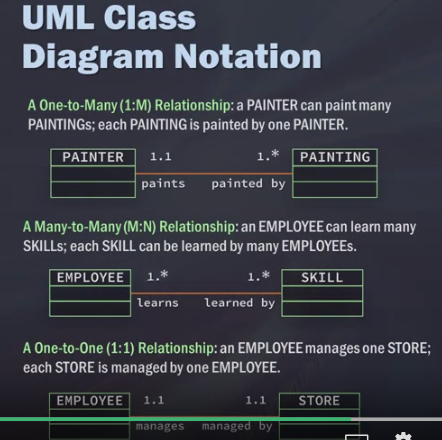 UML Class
Diagram Notation
A One-to-Many (1:M) Relationship: a PAINTER can paint many
PAINTINGs; each PAINTING is painted by one PAINTER.
PAINTER 1.1 1.* PAINTING
paints painted by
A Many-to-Many (M:N) Relationship: an EMPLOYEE can learn many
SKILLs; each SKILL can be learned by many EMPLOYEEs.
EMPLOYEE 1.* 1.* SKILL
learns learned by
A One-to-One (1:1) Relationship: an EMPLOYEE manages one STORE;
each STORE is managed by one EMPLOYEE.
EMPLOYEE 1.1 1.1 STORE
manages managed by